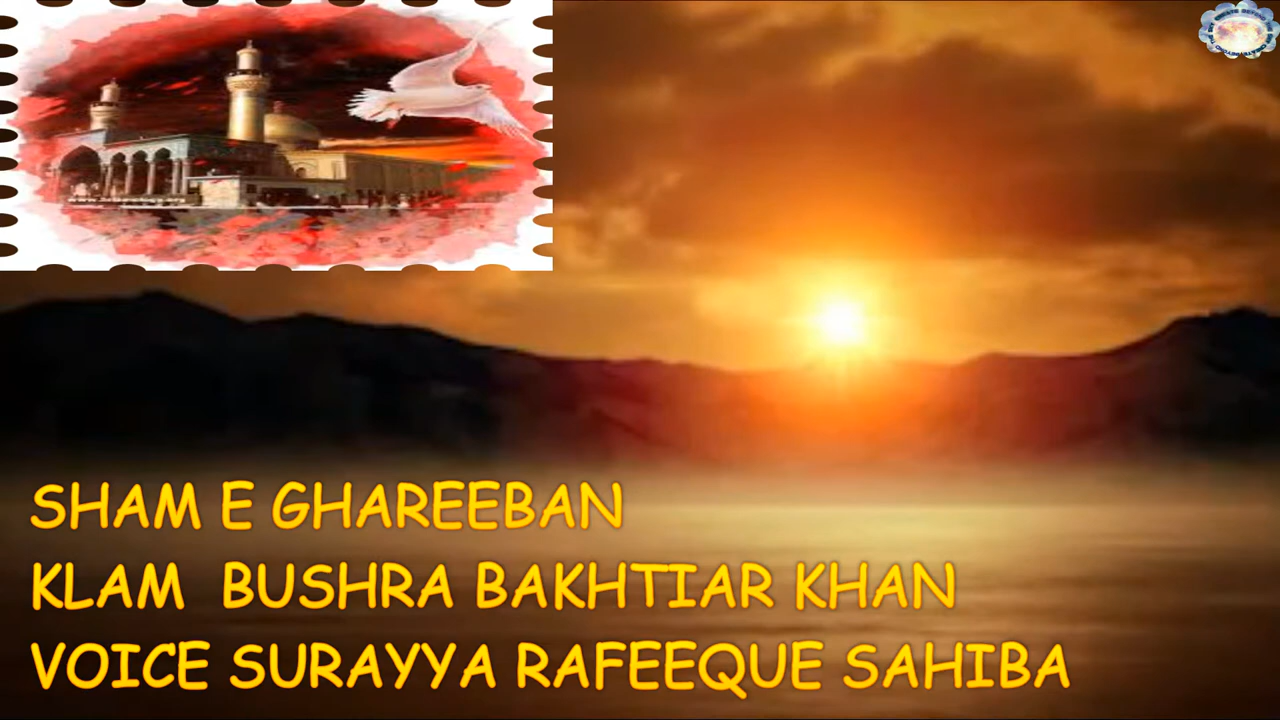 SHAM E GHAREEBAN
KLAM BUSHRA BAKHTIAR KHAN
VOICE SURAYYA RAFEEQUE SAHIBA